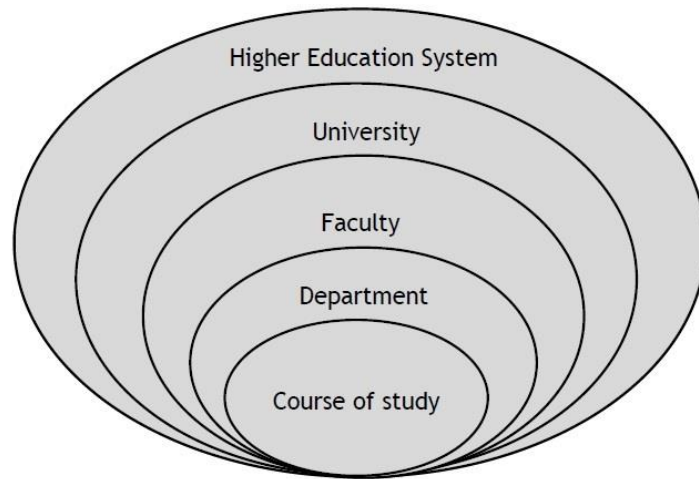 Higher Education System
University
Faculty
Department
Course of study